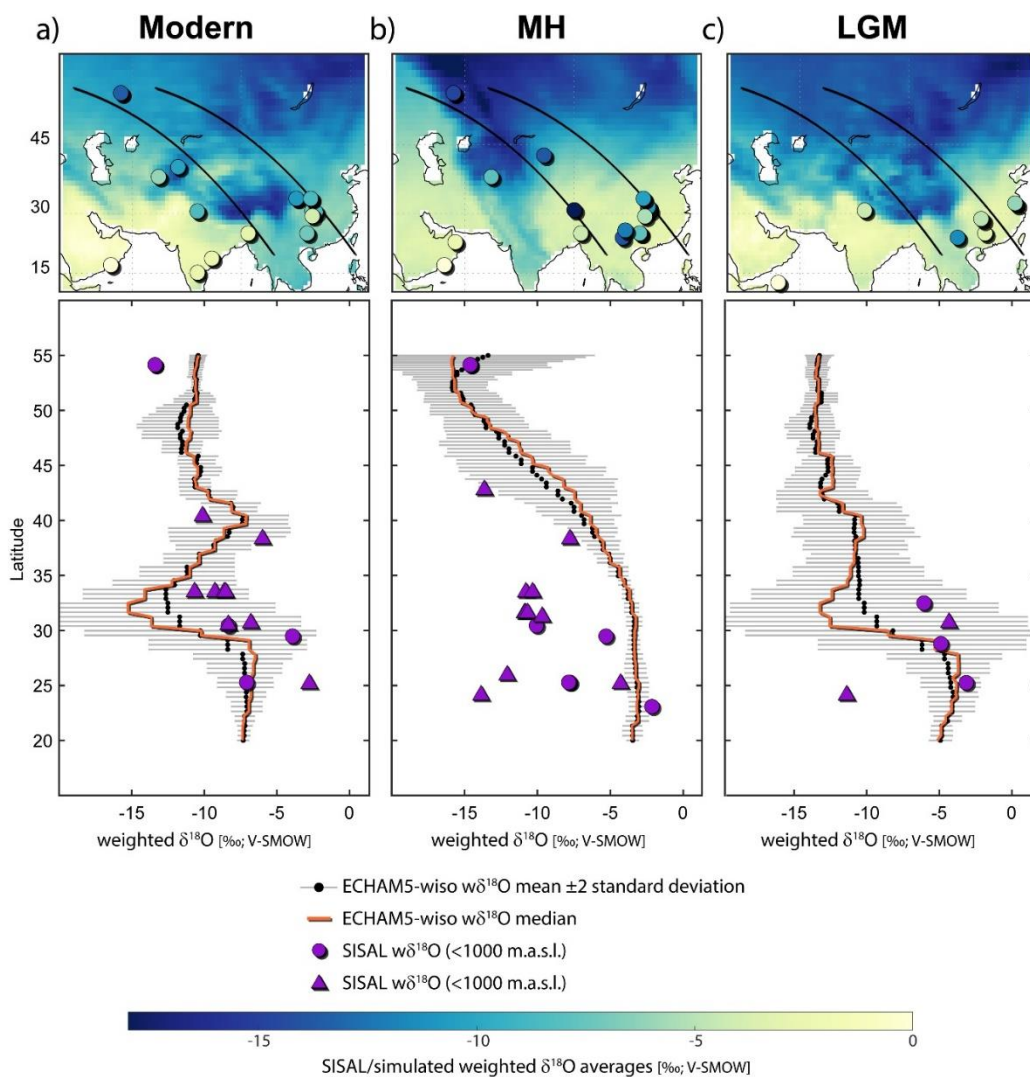 a) Modern
b) MH
c) LGM
45
30
15
55
50
45
40
35
30
25
20
Latitude
-15 -10 -5 0
-15 -10 -5 0
-15 -10 -5 0
weighted δ¹⁸O [‰; V-SMOW]
weighted δ¹⁸O [‰; V-SMOW]
weighted δ¹⁸O [‰; V-SMOW]
ECHAM5-wiso wδ¹⁸O mean ±2 standard deviation
ECHAM5-wiso wδ¹⁸O median
SISAL wδ¹⁸O (<1000 m.a.s.l.)
SISAL wδ¹⁸O (<1000 m.a.s.l.)
-15 -10 -5 0
SISAL/simulated weighted δ¹⁸O averages [‰; V-SMOW]